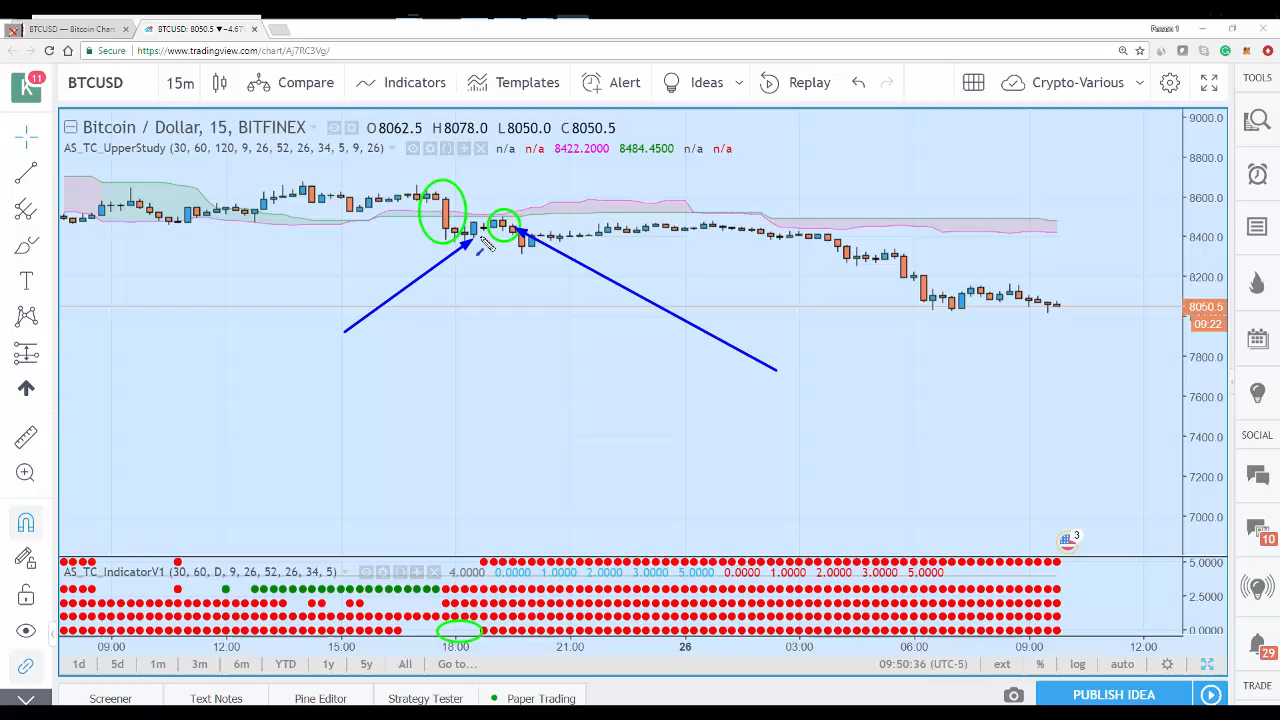 BTCUSD — Bitcoin Char
BTCUSD: 8050.5 ▼−4.67%
Secure https://www.tradingview.com/chart/Aj7RC3Vg/
11
BTCUSD 15m Compare Indicators Templates Alert Ideas Replay Crypto-Various
TOOLS
Bitcoin / Dollar, 15, BITFINEX O8062.5 H8078.0 L8050.0 C8050.5
AS_TC_UpperStudy (30, 60, 120, 9, 26, 52, 26, 34, 5, 9, 26) n/a n/a 8422.2000 8484.4500 n/a n/a
9000.0
8800.0
8600.0
8400.0
8200.0
8050.5
09:22
7800.0
7600.0
7400.0
7200.0
7000.0
SOCIAL
3
10
29
TRADE
AS_TC_IndicatorV1 (30, 60, D, 9, 26, 52, 26, 34, 5) 4.0000 0.0000 1.0000 2.0000 3.0000 5.0000 0.0000 1.0000 2.0000 3.0000 5.0000
5.0000
2.5000
0.0000
09:00 12:00 15:00 18:00 21:00 26 03:00 06:00 09:00 12:00
1d 5d 1m 3m 6m YTD 1y 5y All Go to... 09:50:36 (UTC-5) ext % log auto
Screener Text Notes Pine Editor Strategy Tester Paper Trading PUBLISH IDEA